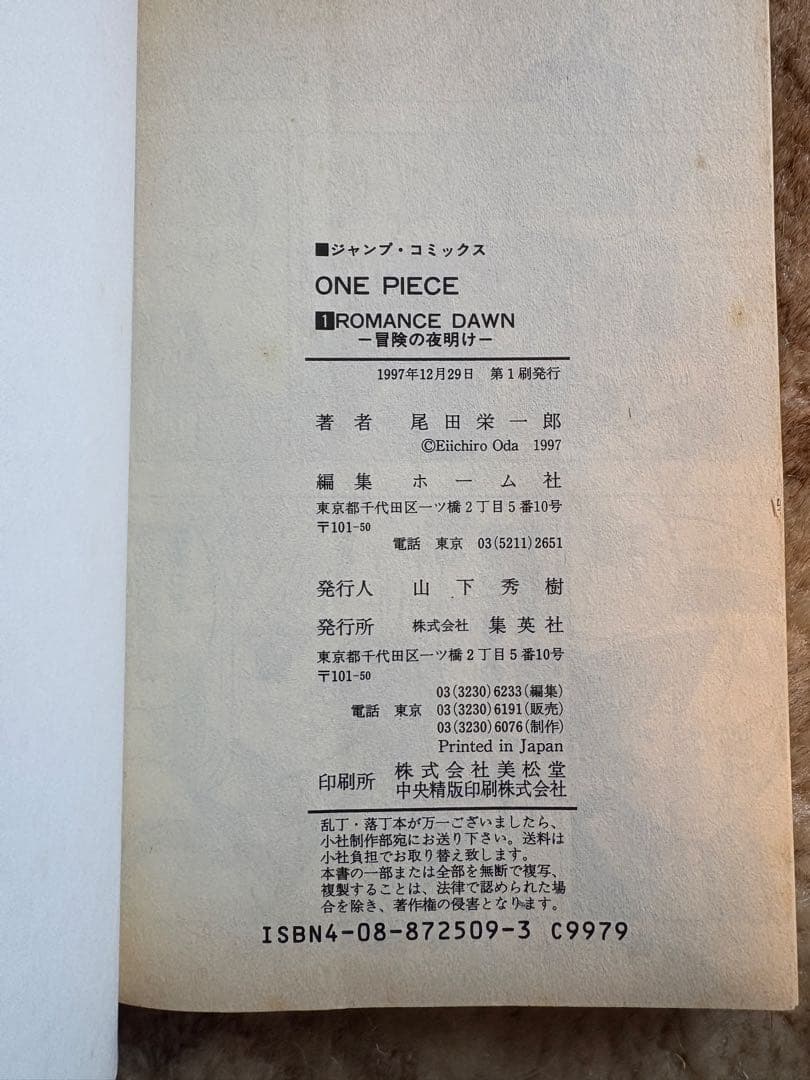 ■ジャンプ・コミックス
ONE PIECE
1 ROMANCE DAWN
ー冒険の夜明けー
1997年12月29日 第1刷発行
著者 尾田栄一郎
©Eiichiro Oda 1997
編集 ホーム社
東京都千代田区一ツ橋2丁目5番10号
〒101-50
電話 東京 03(5211)2651
発行人 山下秀樹
発行所 株式会社 集英社
東京都千代田区一ツ橋2丁目5番10号
〒101-50
03(3230)6233(編集)
電話 東京 03(3230)6191(販売)
03(3230)6076(制作)
Printed in Japan
印刷所 株式会社美松堂
中央精版印刷株式会社
乱丁・落丁本が万一ございましたら、
小社制作部宛にお送り下さい。送料は
小社負担でお取り替え致します。
本書の一部または全部を無断で複写、
複製することは、法律で認められた場
合を除き、著作権の侵害となります。
ISBN4-08-872509-3 C9979